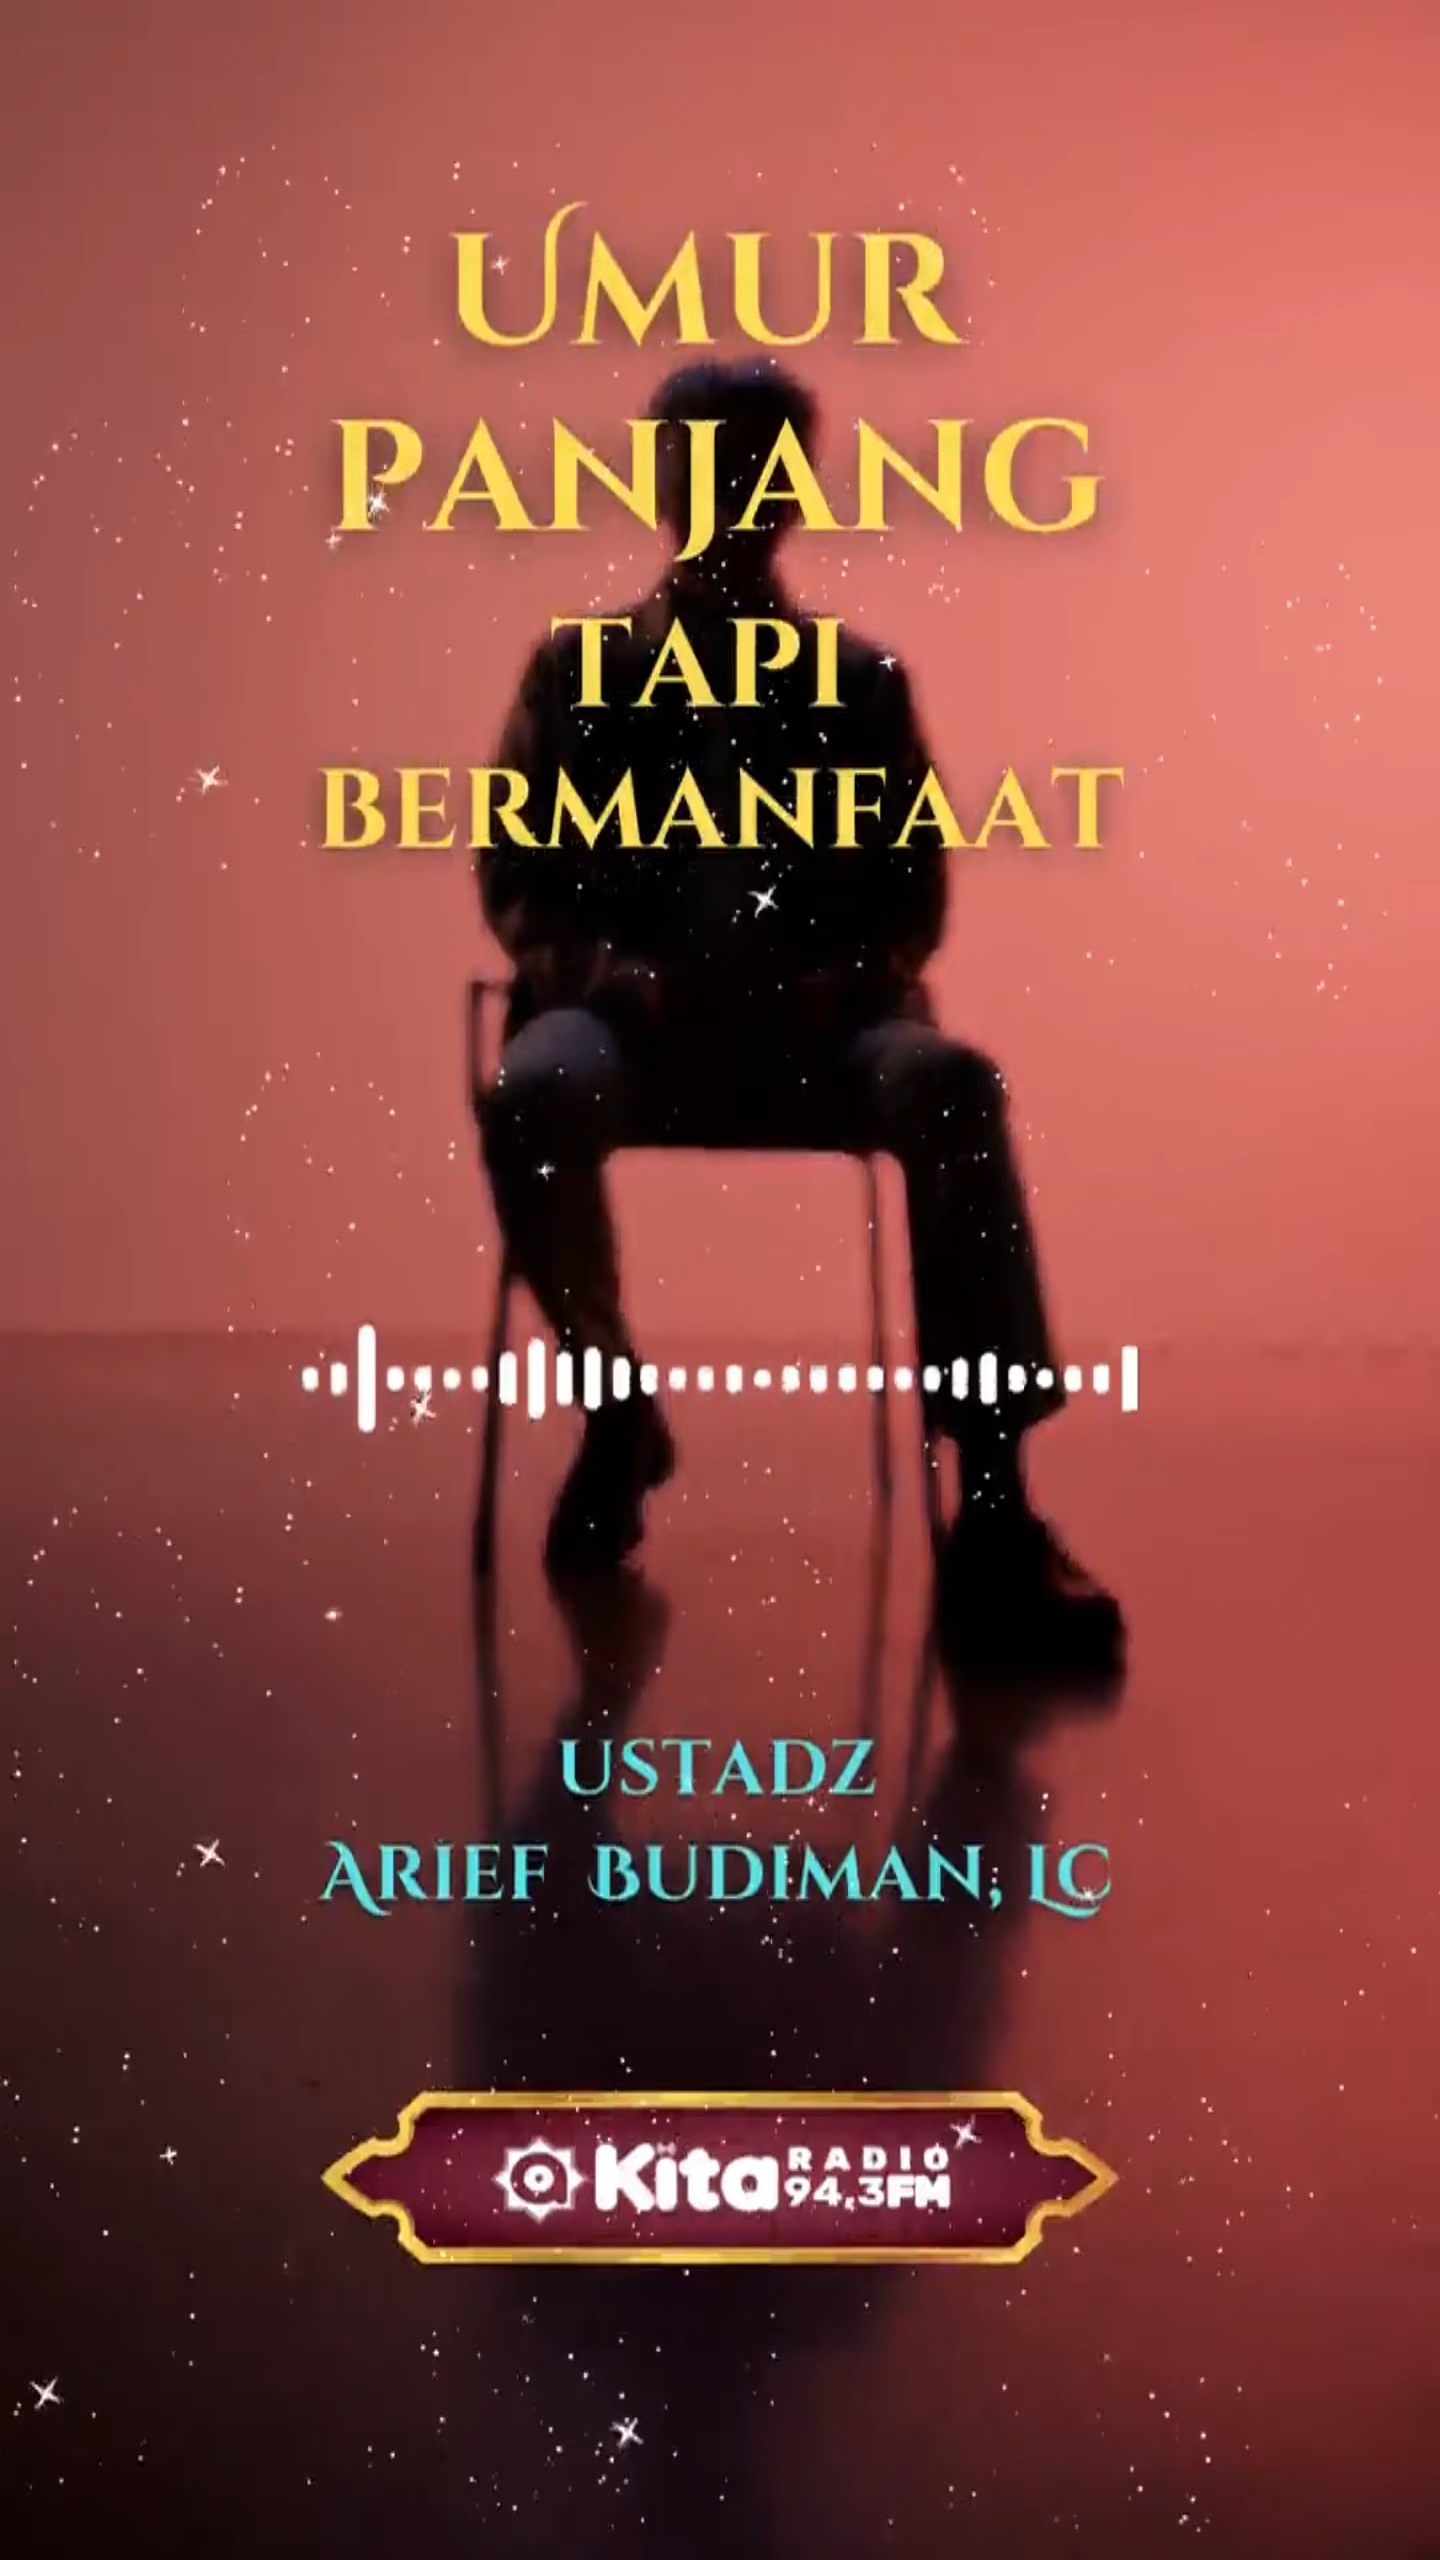 UMUR
PANJANG
TAPI
BERMANFAAT
USTADZ
ARIEF BUDIMAN, LC
Kita RADIO
94,3FM